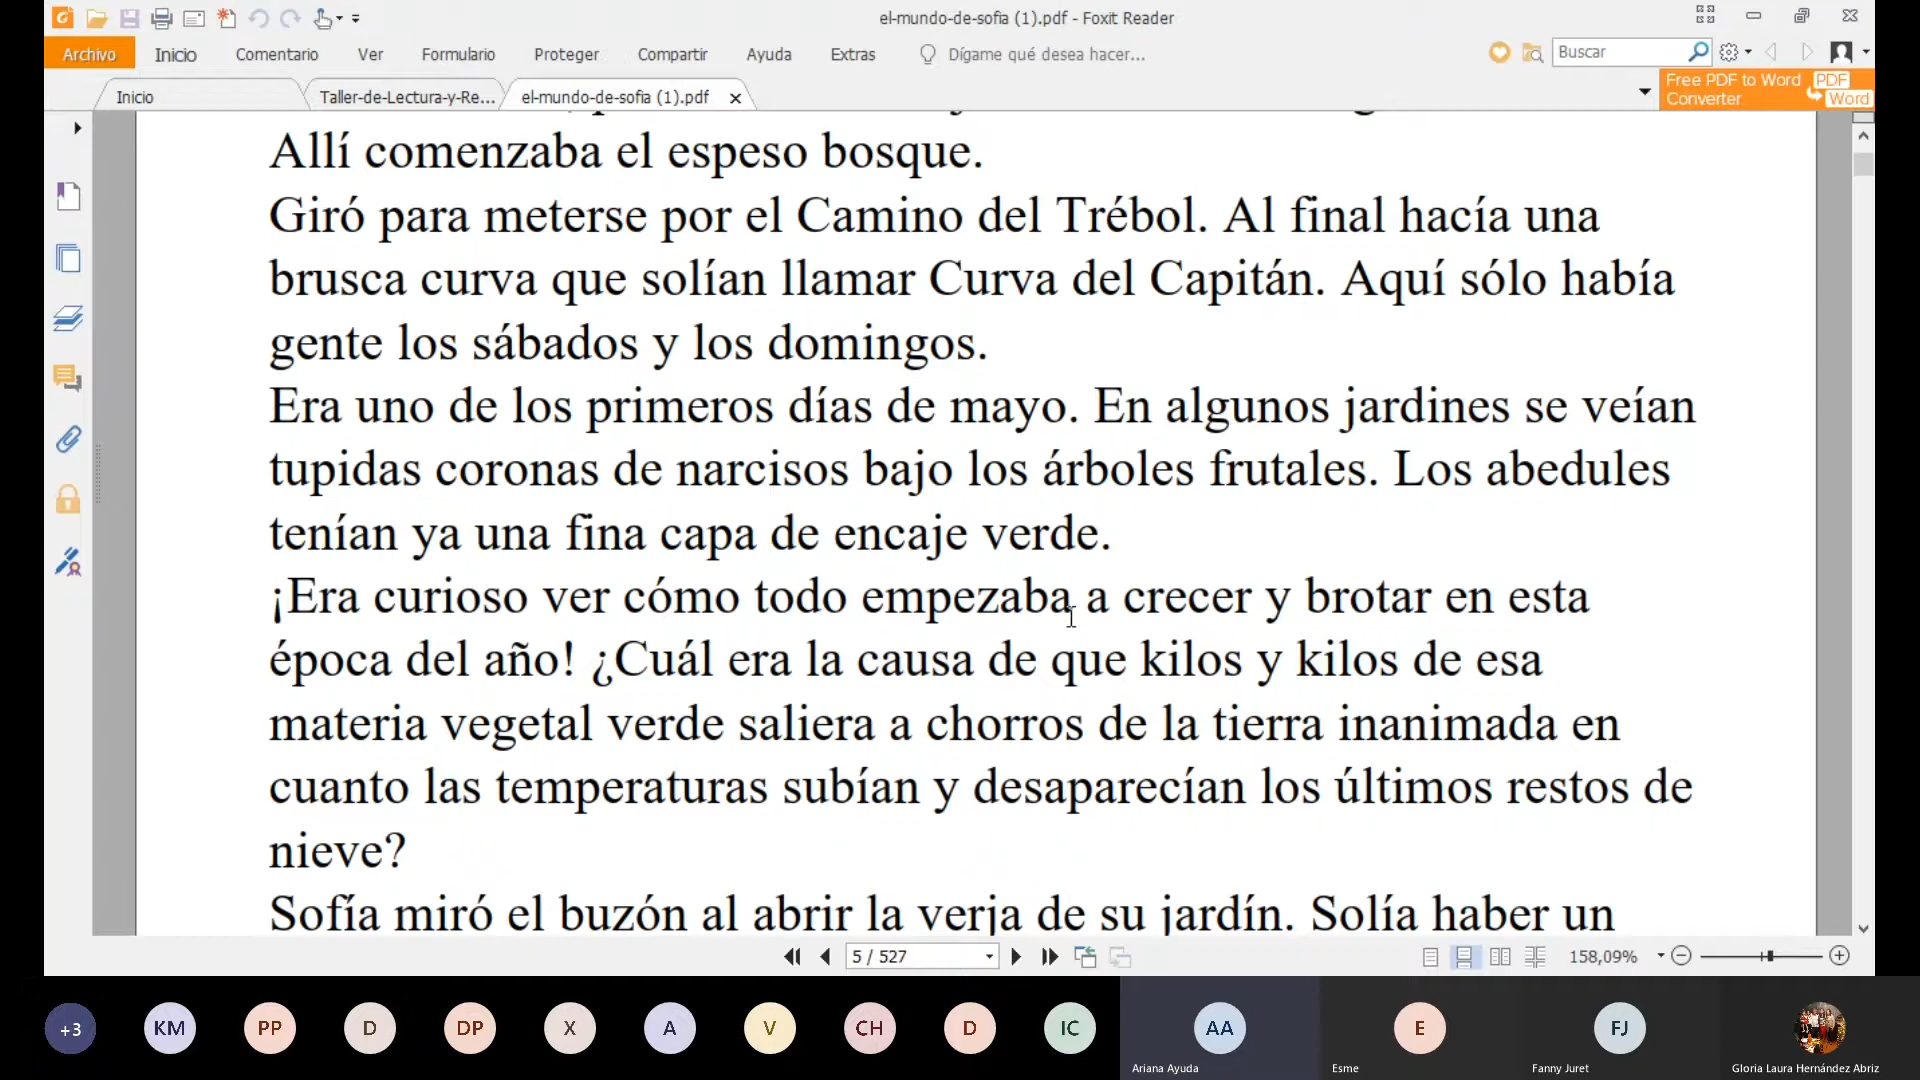 el-mundo-de-sofia (1).pdf - Foxit Reader
Archivo Inicio Comentario Ver Formulario Proteger Compartir Ayuda Extras Dígame qué desea hacer... Buscar
Free PDF to Word Converter PDF Word
Inicio Taller-de-Lectura-y-Re... el-mundo-de-sofia (1).pdf
Allí comenzaba el espeso bosque.
Giró para meterse por el Camino del Trébol. Al final hacía una
brusca curva que solían llamar Curva del Capitán. Aquí sólo había
gente los sábados y los domingos.
Era uno de los primeros días de mayo. En algunos jardines se veían
tupidas coronas de narcisos bajo los árboles frutales. Los abedules
tenían ya una fina capa de encaje verde.
¡Era curioso ver cómo todo empezaba a crecer y brotar en esta
época del año! ¿Cuál era la causa de que kilos y kilos de esa
materia vegetal verde saliera a chorros de la tierra inanimada en
cuanto las temperaturas subían y desaparecían los últimos restos de
nieve?
Sofía miró el buzón al abrir la verja de su jardín. Solía haber un
5 / 527 158,09%
+3 KM PP D DP X A V CH D IC AA E FJ
Ariana Ayuda Esme Fanny Juret Gloria Laura Hernández Abriz